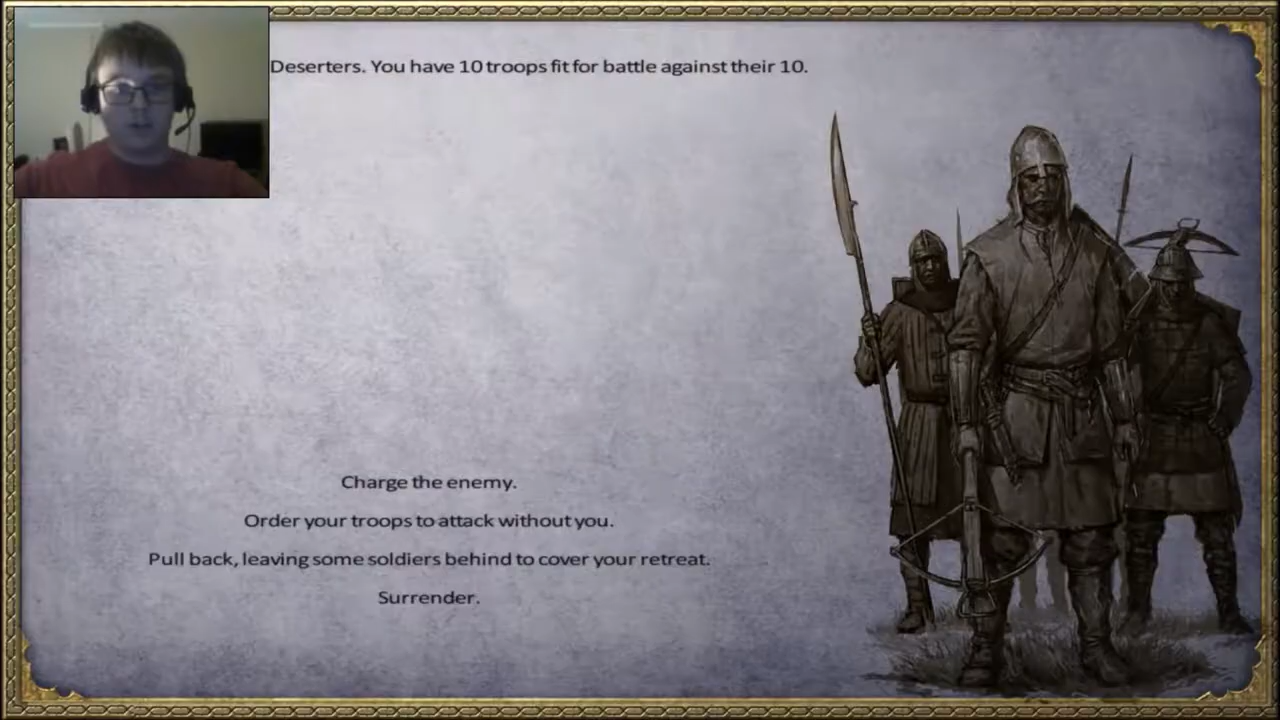 Deserters. You have 10 troops fit for battle against their 10.
Charge the enemy.
Order your troops to attack without you.
Pull back, leaving some soldiers behind to cover your retreat.
Surrender.